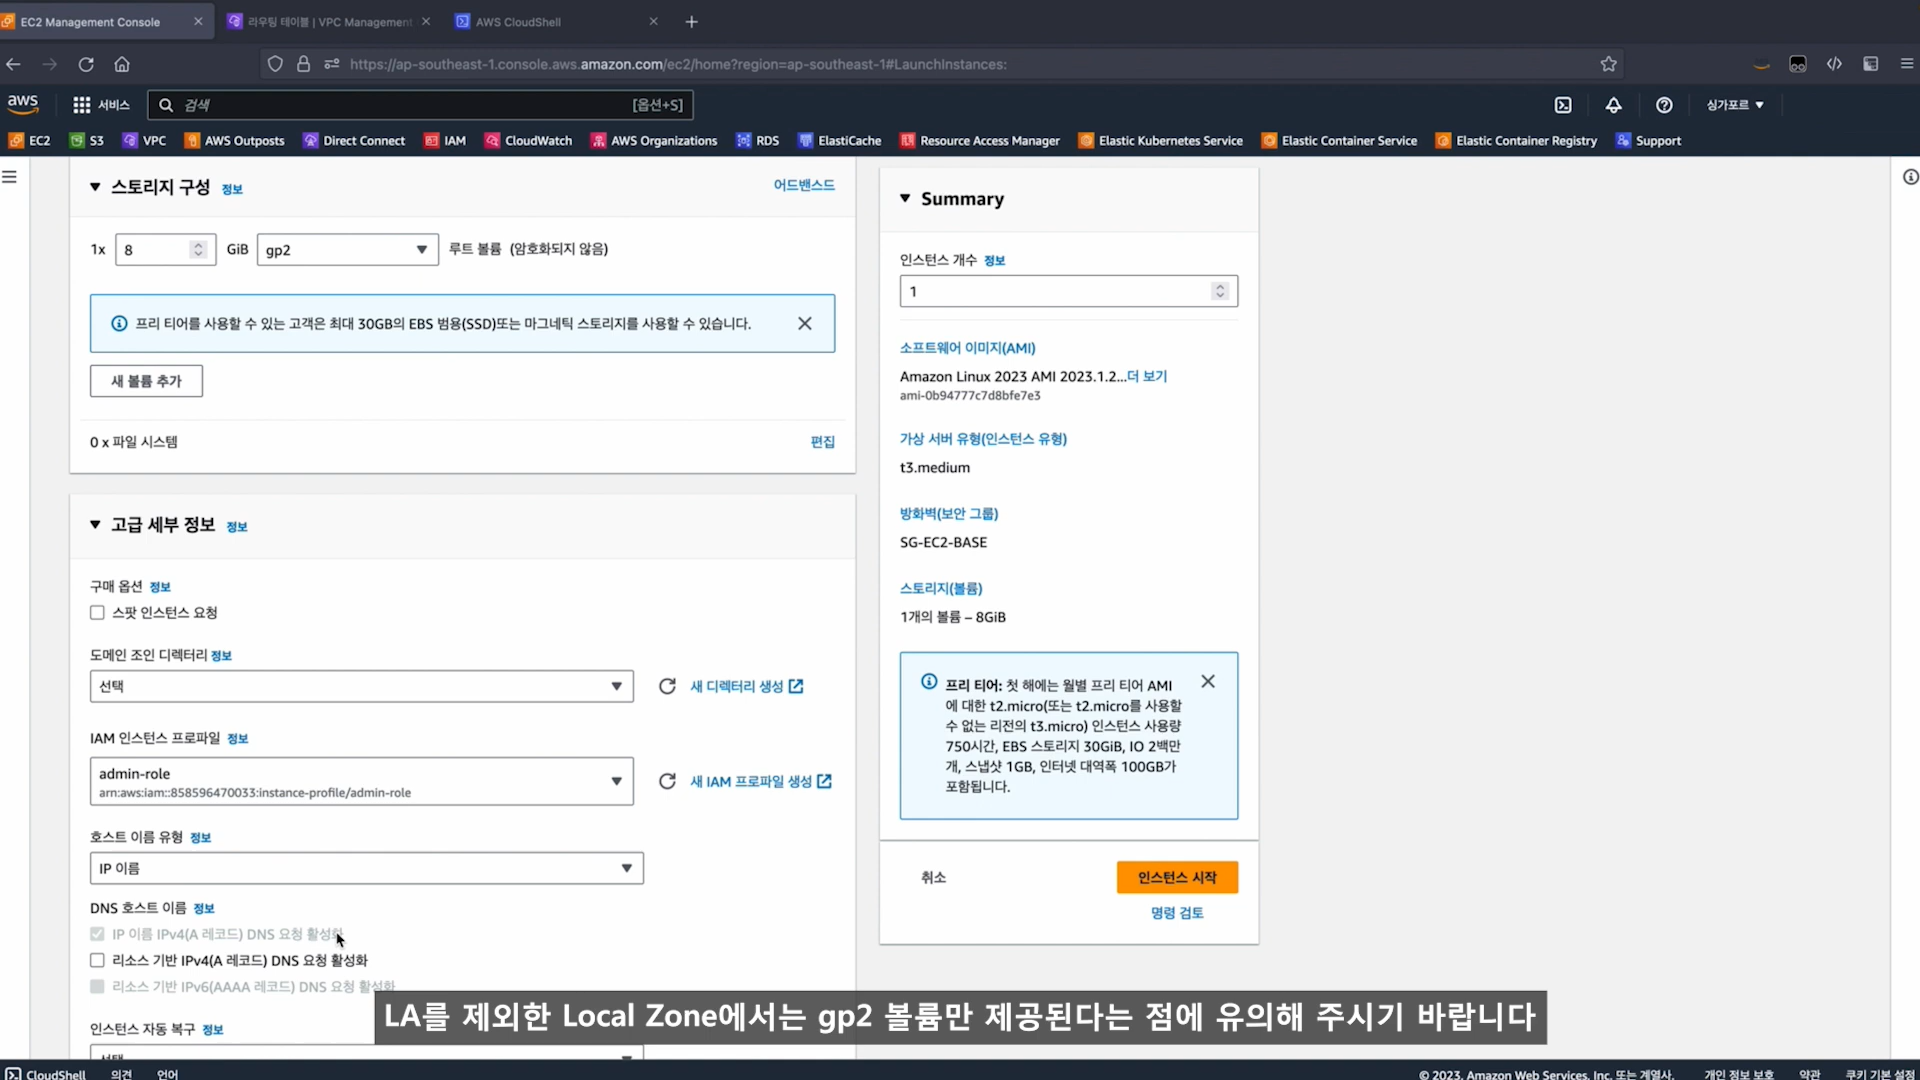 EC2 Management Console
라우팅 테이블 | VPC Management
AWS CloudShell
https://ap-southeast-1.console.aws.amazon.com/ec2/home?region=ap-southeast-1#LaunchInstances:
aws
서비스
검색
[옵션+S]
싱가포르
EC2
S3
VPC
AWS Outposts
Direct Connect
IAM
CloudWatch
AWS Organizations
RDS
ElastiCache
Resource Access Manager
Elastic Kubernetes Service
Elastic Container Service
Elastic Container Registry
Support
스토리지 구성 정보
어드밴스드
1x 8 GiB gp2 루트 볼륨 (암호화되지 않음)
프리 티어를 사용할 수 있는 고객은 최대 30GB의 EBS 범용(SSD)또는 마그네틱 스토리지를 사용할 수 있습니다.
새 볼륨 추가
0 x 파일 시스템
편집
고급 세부 정보 정보
구매 옵션 정보
스팟 인스턴스 요청
도메인 조인 디렉터리 정보
선택
새 디렉터리 생성
IAM 인스턴스 프로파일 정보
admin-role
arn:aws:iam::858596470033:instance-profile/admin-role
새 IAM 프로파일 생성
호스트 이름 유형 정보
IP 이름
DNS 호스트 이름 정보
IP 이름 IPv4(A 레코드) DNS 요청 활성화
리소스 기반 IPv4(A 레코드) DNS 요청 활성화
리소스 기반 IPv6(AAAA 레코드) DNS 요청 활성화
인스턴스 자동 복구 정보
선택
Summary
인스턴스 개수 정보
1
소프트웨어 이미지(AMI)
Amazon Linux 2023 AMI 2023.1.2...더 보기
ami-0b94777c7d8bfe7e3
가상 서버 유형(인스턴스 유형)
t3.medium
방화벽(보안 그룹)
SG-EC2-BASE
스토리지(볼륨)
1개의 볼륨 – 8GiB
프리 티어: 첫 해에는 월별 프리 티어 AMI
에 대한 t2.micro(또는 t2.micro를 사용할
수 없는 리전의 t3.micro) 인스턴스 사용량
750시간, EBS 스토리지 30GiB, IO 2백만
개, 스냅샷 1GB, 인터넷 대역폭 100GB가
포함됩니다.
취소
인스턴스 시작
명령 검토
LA를 제외한 Local Zone에서는 gp2 볼륨만 제공된다는 점에 유의해 주시기 바랍니다
CloudShell
의견
언어
© 2023, Amazon Web Services, Inc. 또는 계열사.
개인 정보 보호
약관
쿠키 기본 설정